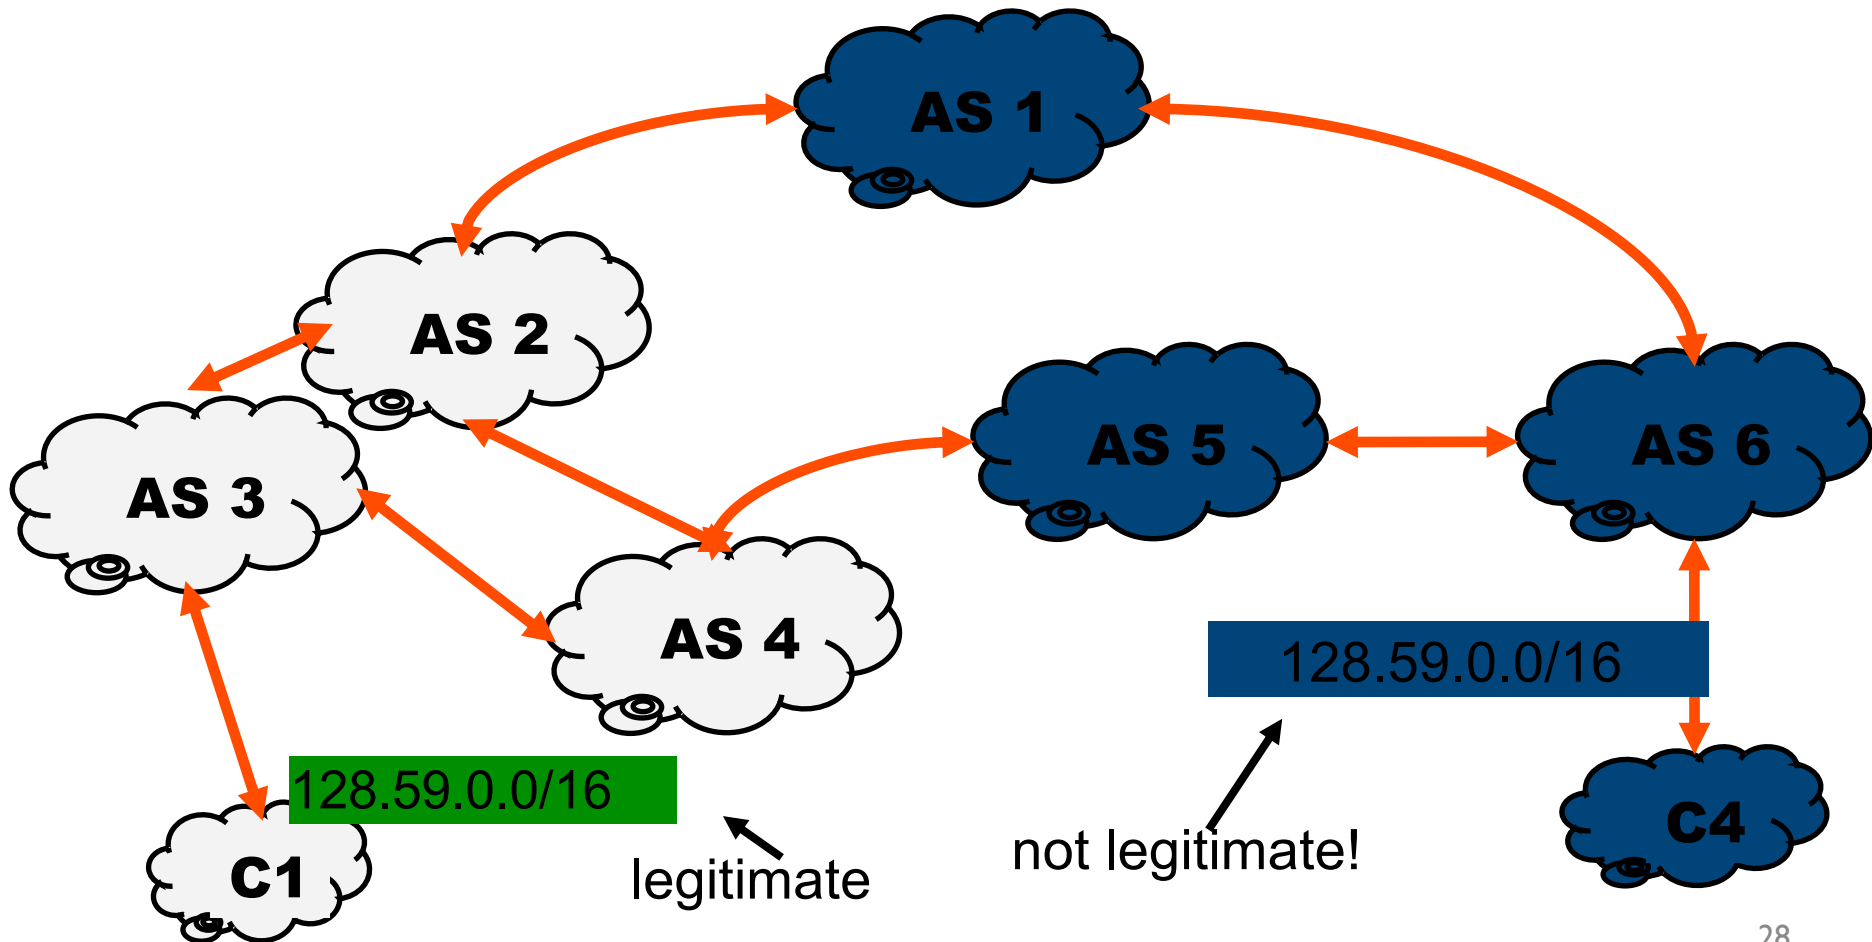 AS 1
AS 2
AS 5
AS 6
AS 3
AS 4
128.59.0.0/16
128.59.0.0/16
C4
not legitimate!
C1
legitimate
28